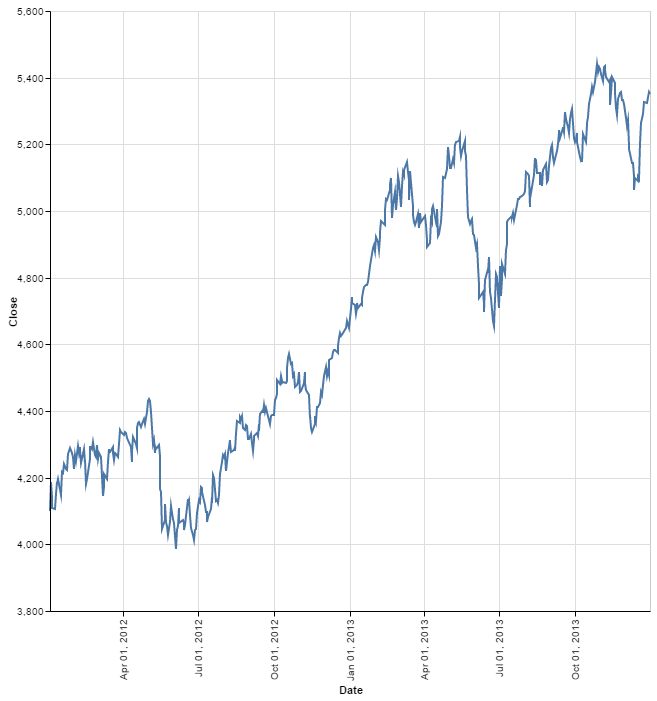 5,600
5,400
5,200
5,000
4,800
4,600
4,400
4,200
4,000
3,800
Close
Apr 01, 2012
Jul 01, 2012
Oct 01, 2012
Jan 01, 2013
Apr 01, 2013
Jul 01, 2013
Oct 01, 2013
Date